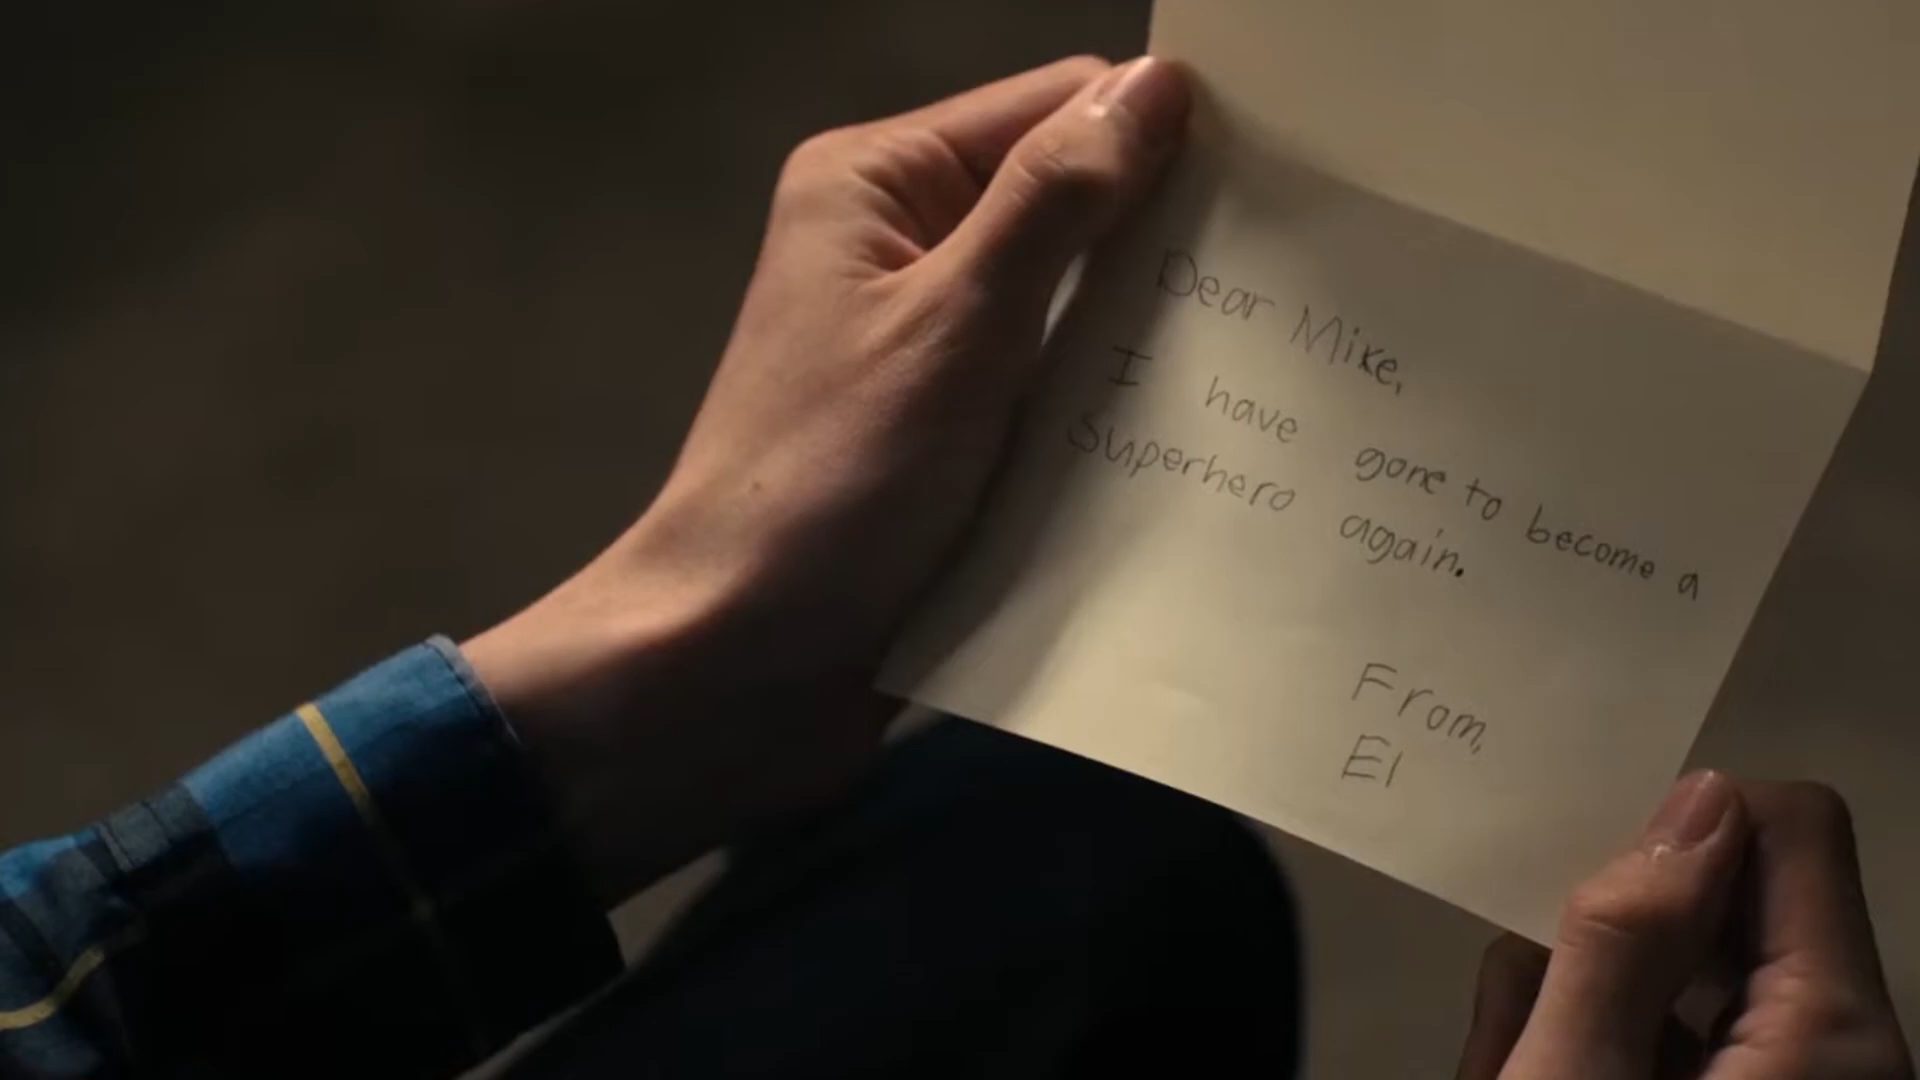 Dear Mike,
I have gone to become a
Superhero again.
From,
El